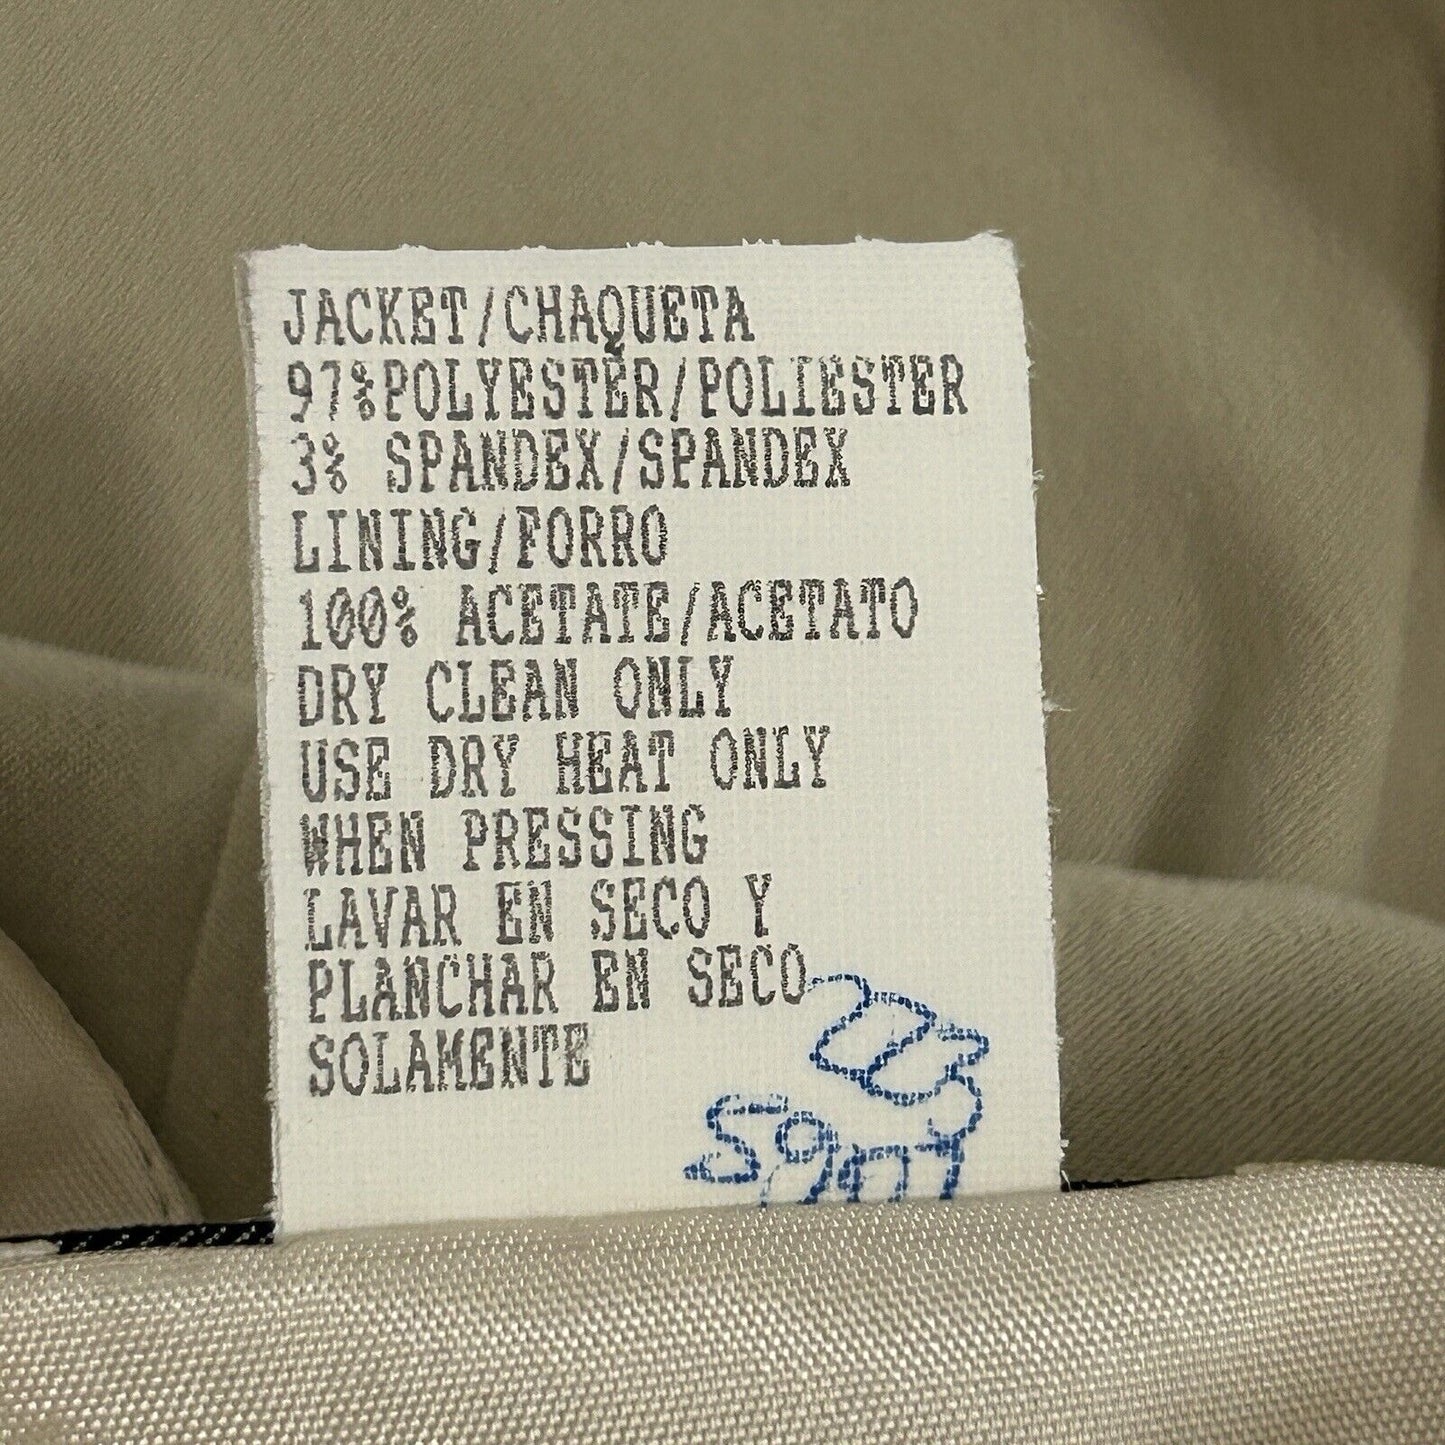 JACKET/CHAQUETA
97%POLYESTER/POLIESTER
3% SPANDEX/SPANDEX
LINING/FORRO
100% ACETATE/ACETATO
DRY CLEAN ONLY
USE DRY HEAT ONLY
WHEN PRESSING
LAVAR EN SECO Y
PLANCHAR EN SECO
SOLAMENTE